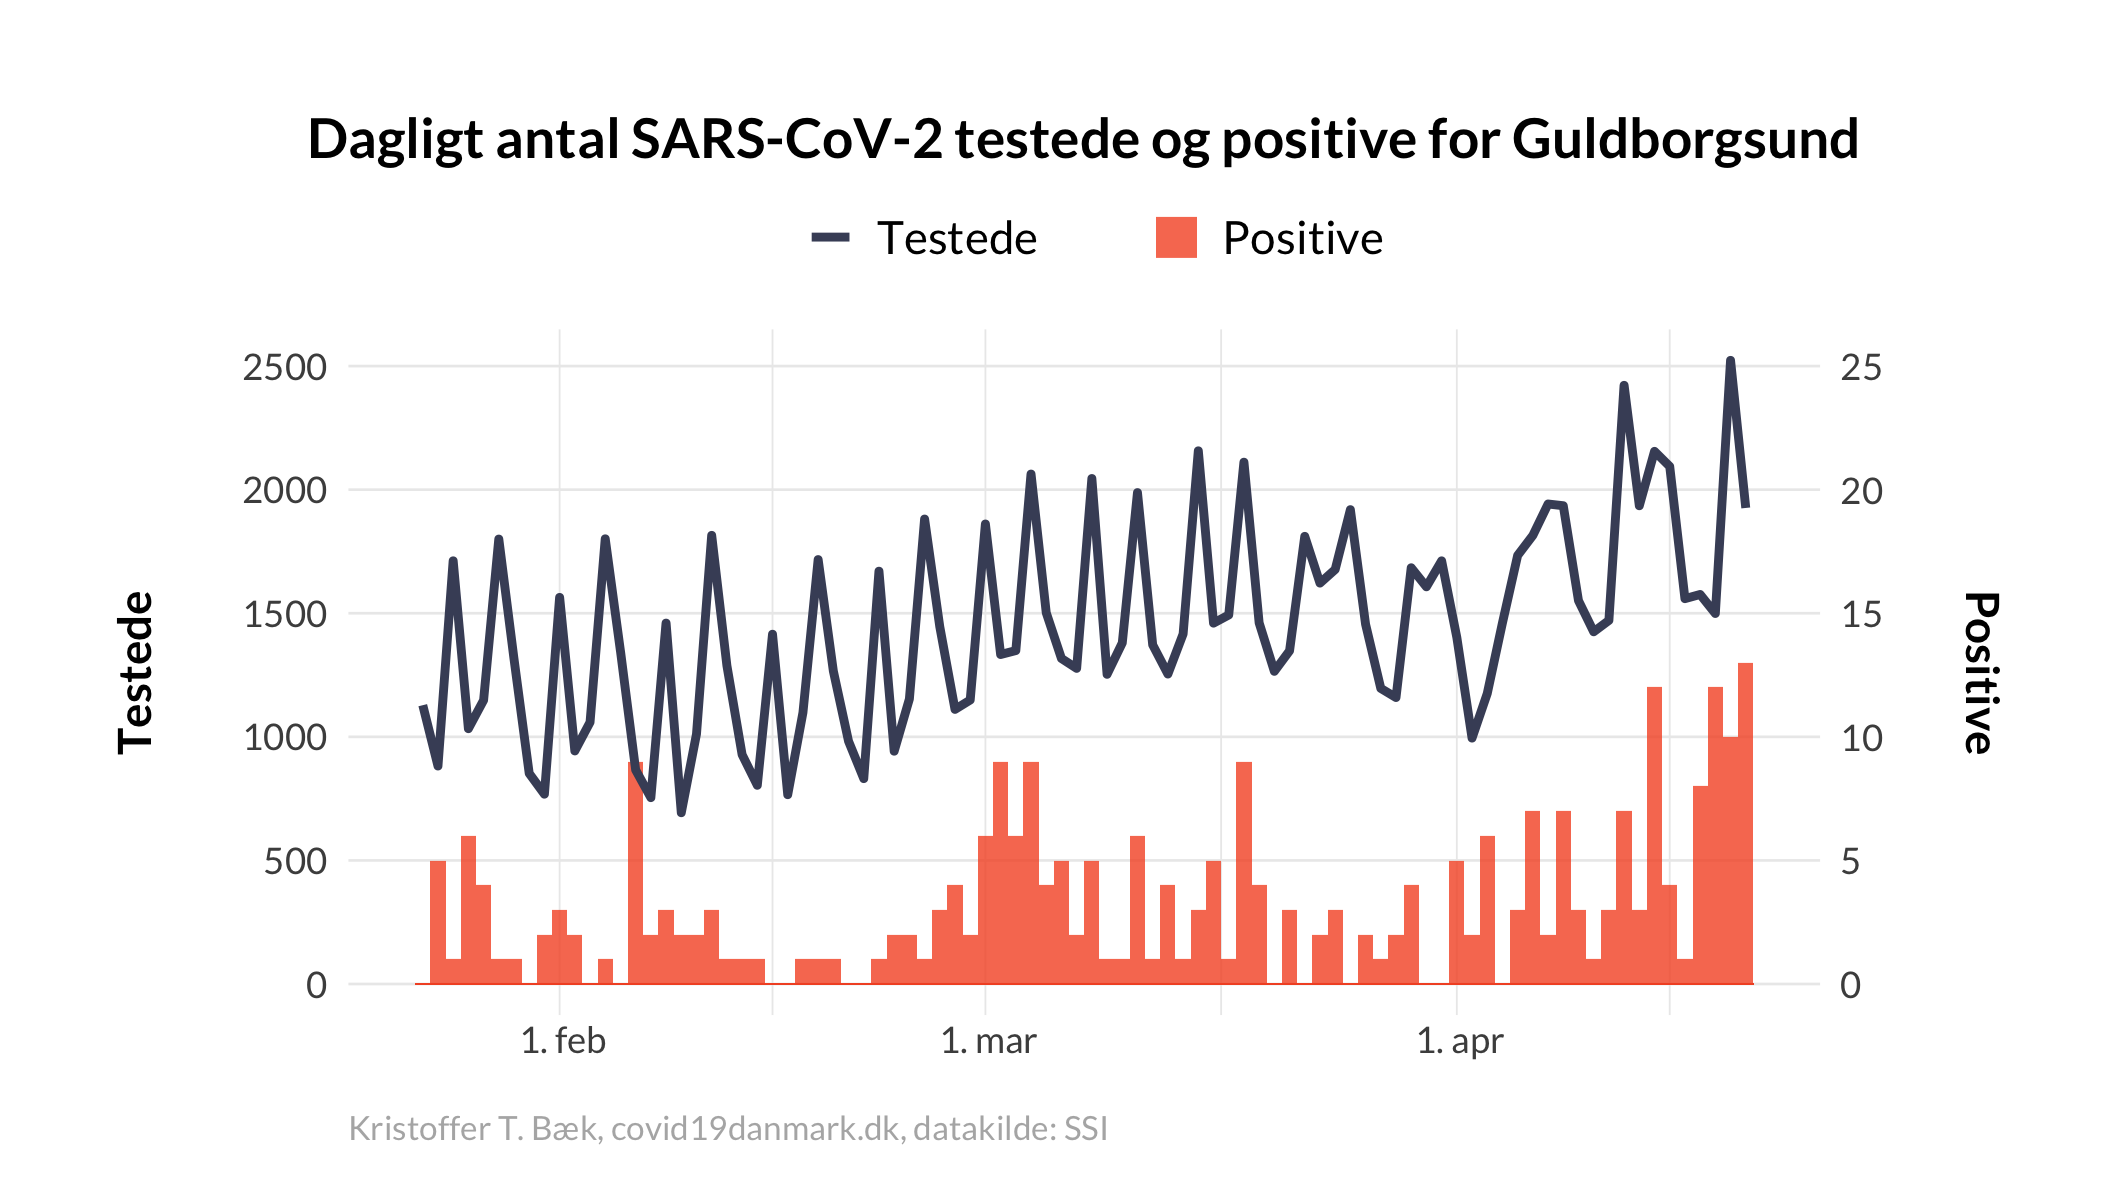 Dagligt antal SARS-CoV-2 testede og positive for Guldborgsund
Testede
Positive
2500
2000
1500
1000
500
0
Testede
25
20
15
10
5
0
Positive
1. feb
1. mar
1. apr
Kristoffer T. Bæk, covid19danmark.dk, datakilde: SSI